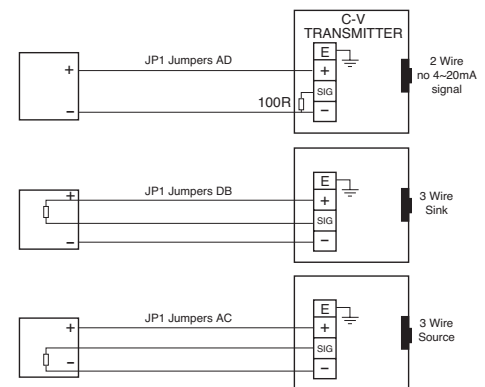 C-V
TRANSMITTER
E
+
SIG
−
+
−
JP1 Jumpers AD
100R
2 Wire
no 4~20mA
signal
E
+
SIG
−
+
−
JP1 Jumpers DB
3 Wire
Sink
E
+
SIG
−
+
−
JP1 Jumpers AC
3 Wire
Source